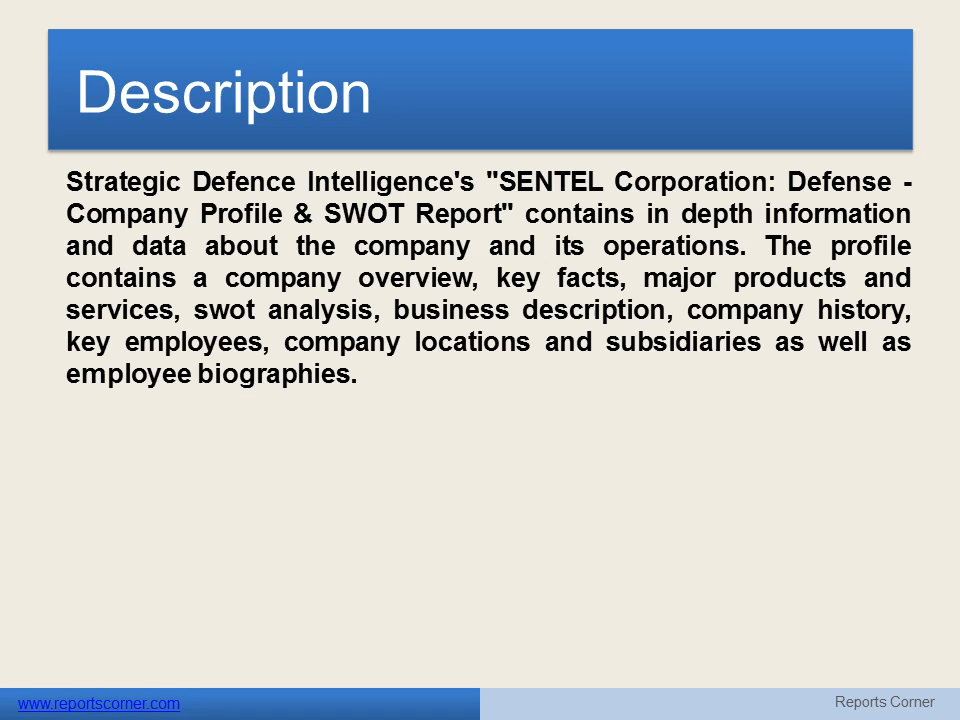 Description
Strategic Defence Intelligence's "SENTEL Corporation: Defense -
Company Profile & SWOT Report" contains in depth information
and data about the company and its operations. The profile
contains a company overview, key facts, major products and
services, swot analysis, business description, company history,
key employees, company locations and subsidiaries as well as
employee biographies.
www.reportscorner.com
Reports Corner